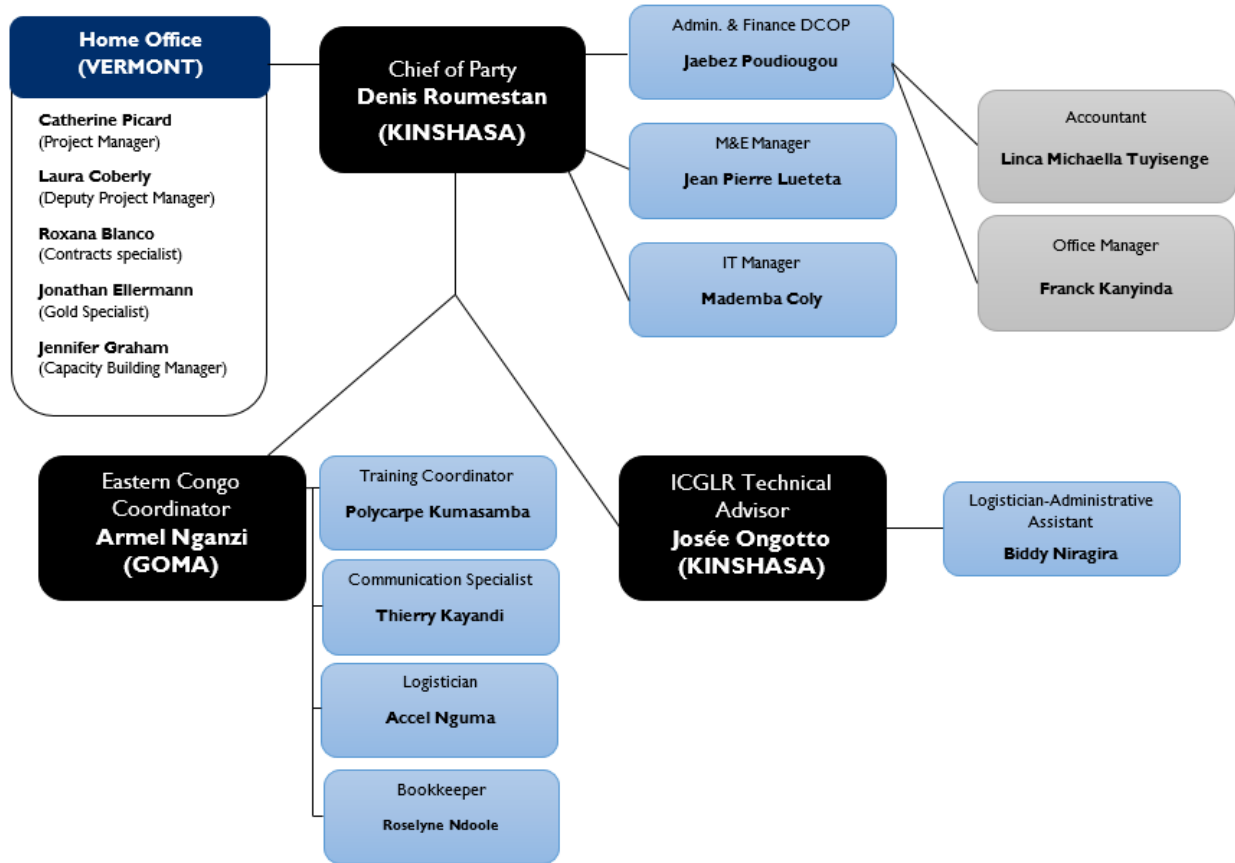 Home Office
(VERMONT)
Catherine Picard
(Project Manager)
Laura Coberly
(Deputy Project Manager)
Roxana Blanco
(Contracts specialist)
Jonathan Ellermann
(Gold Specialist)
Jennifer Graham
(Capacity Building Manager)
Chief of Party
Denis Roumestan
(KINSHASA)
Admin. & Finance DCOP
Jaebez Poudiougou
M&E Manager
Jean Pierre Lueteta
IT Manager
Mademba Coly
Accountant
Linca Michaella Tuyisenge
Office Manager
Franck Kanyinda
Eastern Congo
Coordinator
Armel Nganzi
(GOMA)
Training Coordinator
Polycarpe Kumasamba
Communication Specialist
Thierry Kayandi
Logistician
Accel Nguma
Bookkeeper
Roselyne Ndoole
ICGLR Technical
Advisor
Josée Ongotto
(KINSHASA)
Logistician-Administrative
Assistant
Biddy Niragira